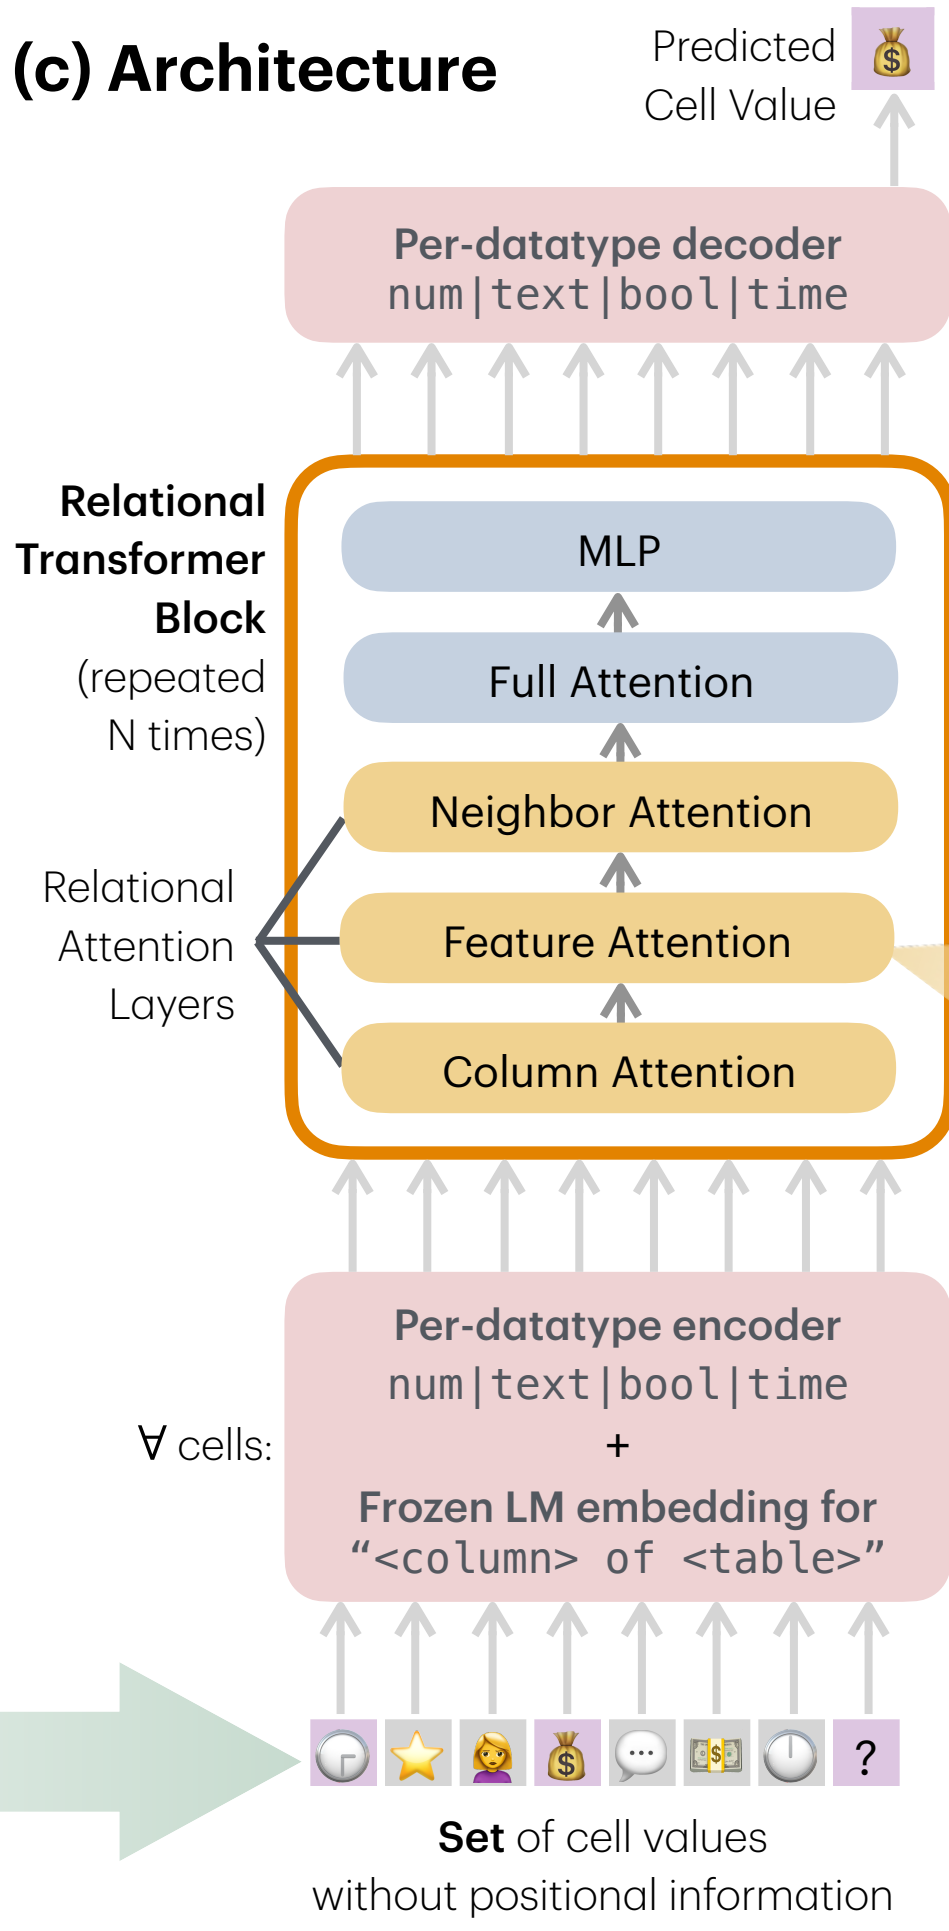 (c) Architecture
Predicted
Cell Value
$
Per-datatype decoder
num|text|bool|time
Relational
Transformer
Block
(repeated
N times)
MLP
Full Attention
Neighbor Attention
Feature Attention
Column Attention
Relational
Attention
Layers
∀ cells:
Per-datatype encoder
num|text|bool|time
+
Frozen LM embedding for
“<column> of <table>”
$
$
?
Set of cell values
without positional information